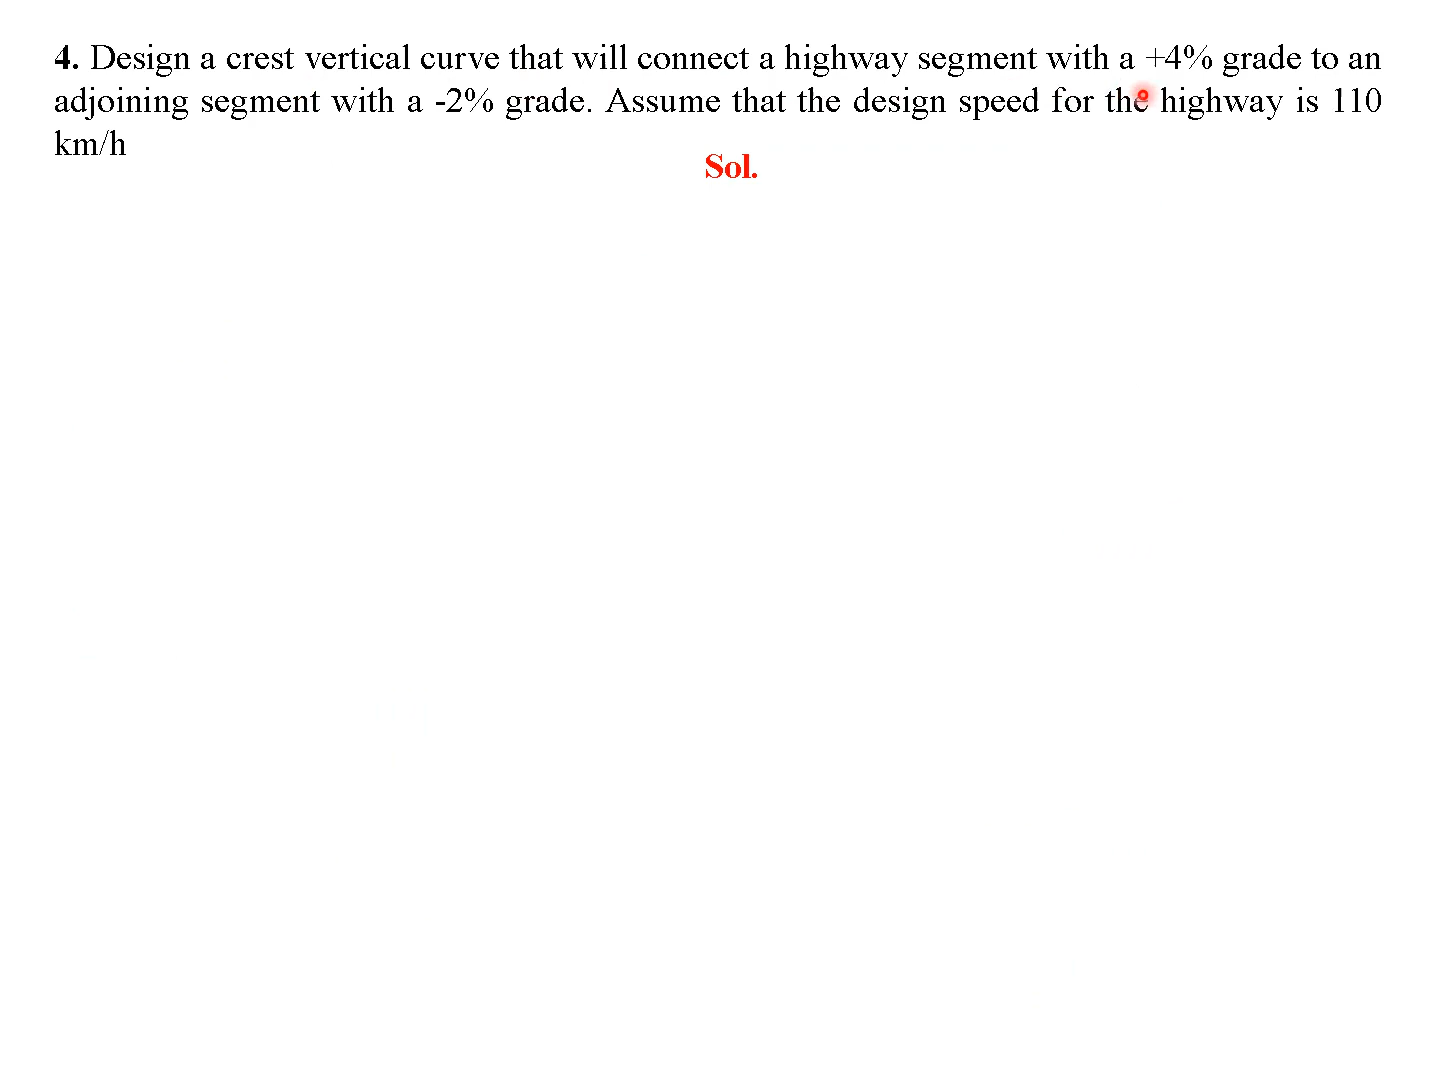 4. Design a crest vertical curve that will connect a highway segment with a +4% grade to an
adjoining segment with a -2% grade. Assume that the design speed for the highway is 110
km/h
Sol.